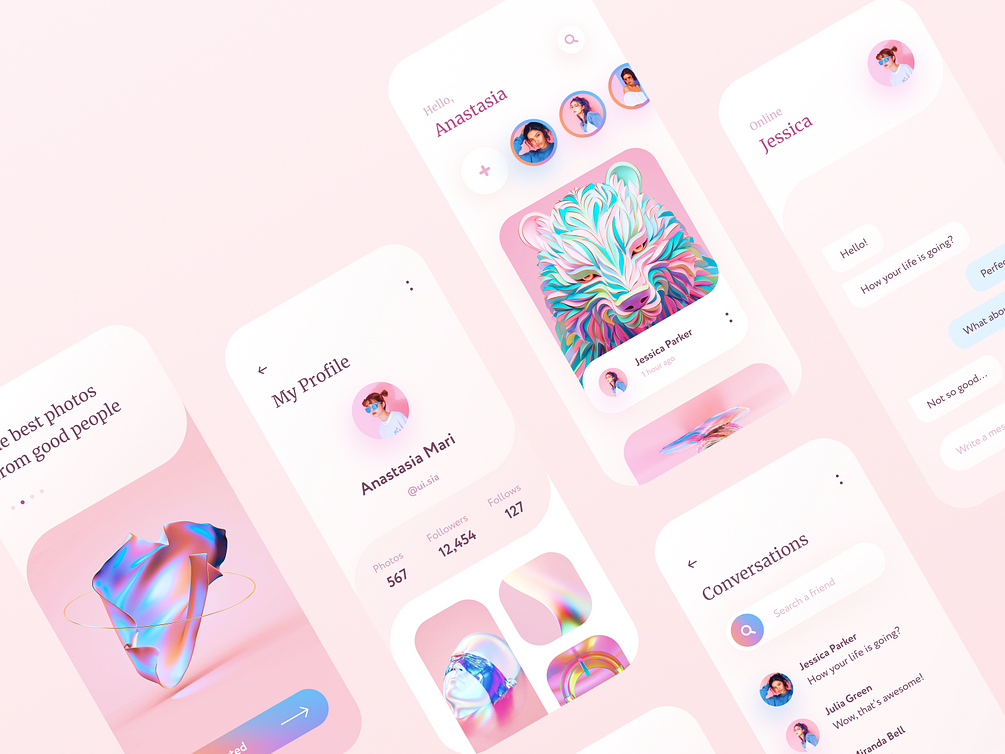 e best photos
rom good people
ted
My Profile
Anastasia Mari
@ui.sia
Photos
567
Followers
12,454
Follows
127
Hello,
Anastasia
Jessica Parker
1 hour ago
Conversations
Search a friend
Jessica Parker
How your life is going?
Julia Green
Wow, that's awesome!
Miranda Bell
Online
Jessica
Hello!
How your life is going?
Perfec
What abou
Not so good...
Write a mes